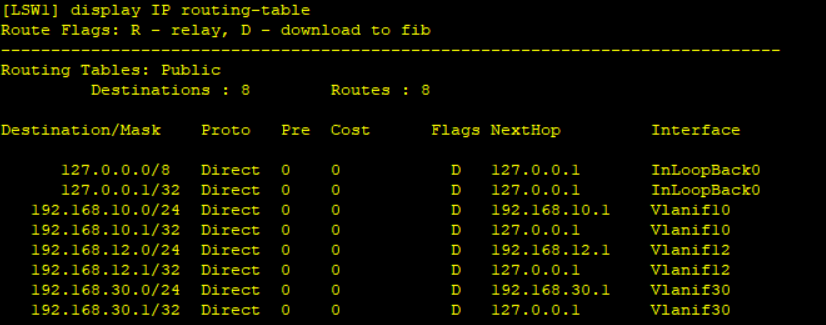 [LSW1] display IP routing-table
Route Flags: R - relay, D - download to fib
------------------------------------------------------------------------------
Routing Tables: Public
         Destinations : 8        Routes : 8

Destination/Mask    Proto   Pre  Cost      Flags NextHop         Interface

      127.0.0.0/8   Direct  0    0           D   127.0.0.1       InLoopBack0
      127.0.0.1/32  Direct  0    0           D   127.0.0.1       InLoopBack0
   192.168.10.0/24  Direct  0    0           D   192.168.10.1    Vlanif10
   192.168.10.1/32  Direct  0    0           D   127.0.0.1       Vlanif10
   192.168.12.0/24  Direct  0    0           D   192.168.12.1    Vlanif12
   192.168.12.1/32  Direct  0    0           D   127.0.0.1       Vlanif12
   192.168.30.0/24  Direct  0    0           D   192.168.30.1    Vlanif30
   192.168.30.1/32  Direct  0    0           D   127.0.0.1       Vlanif30